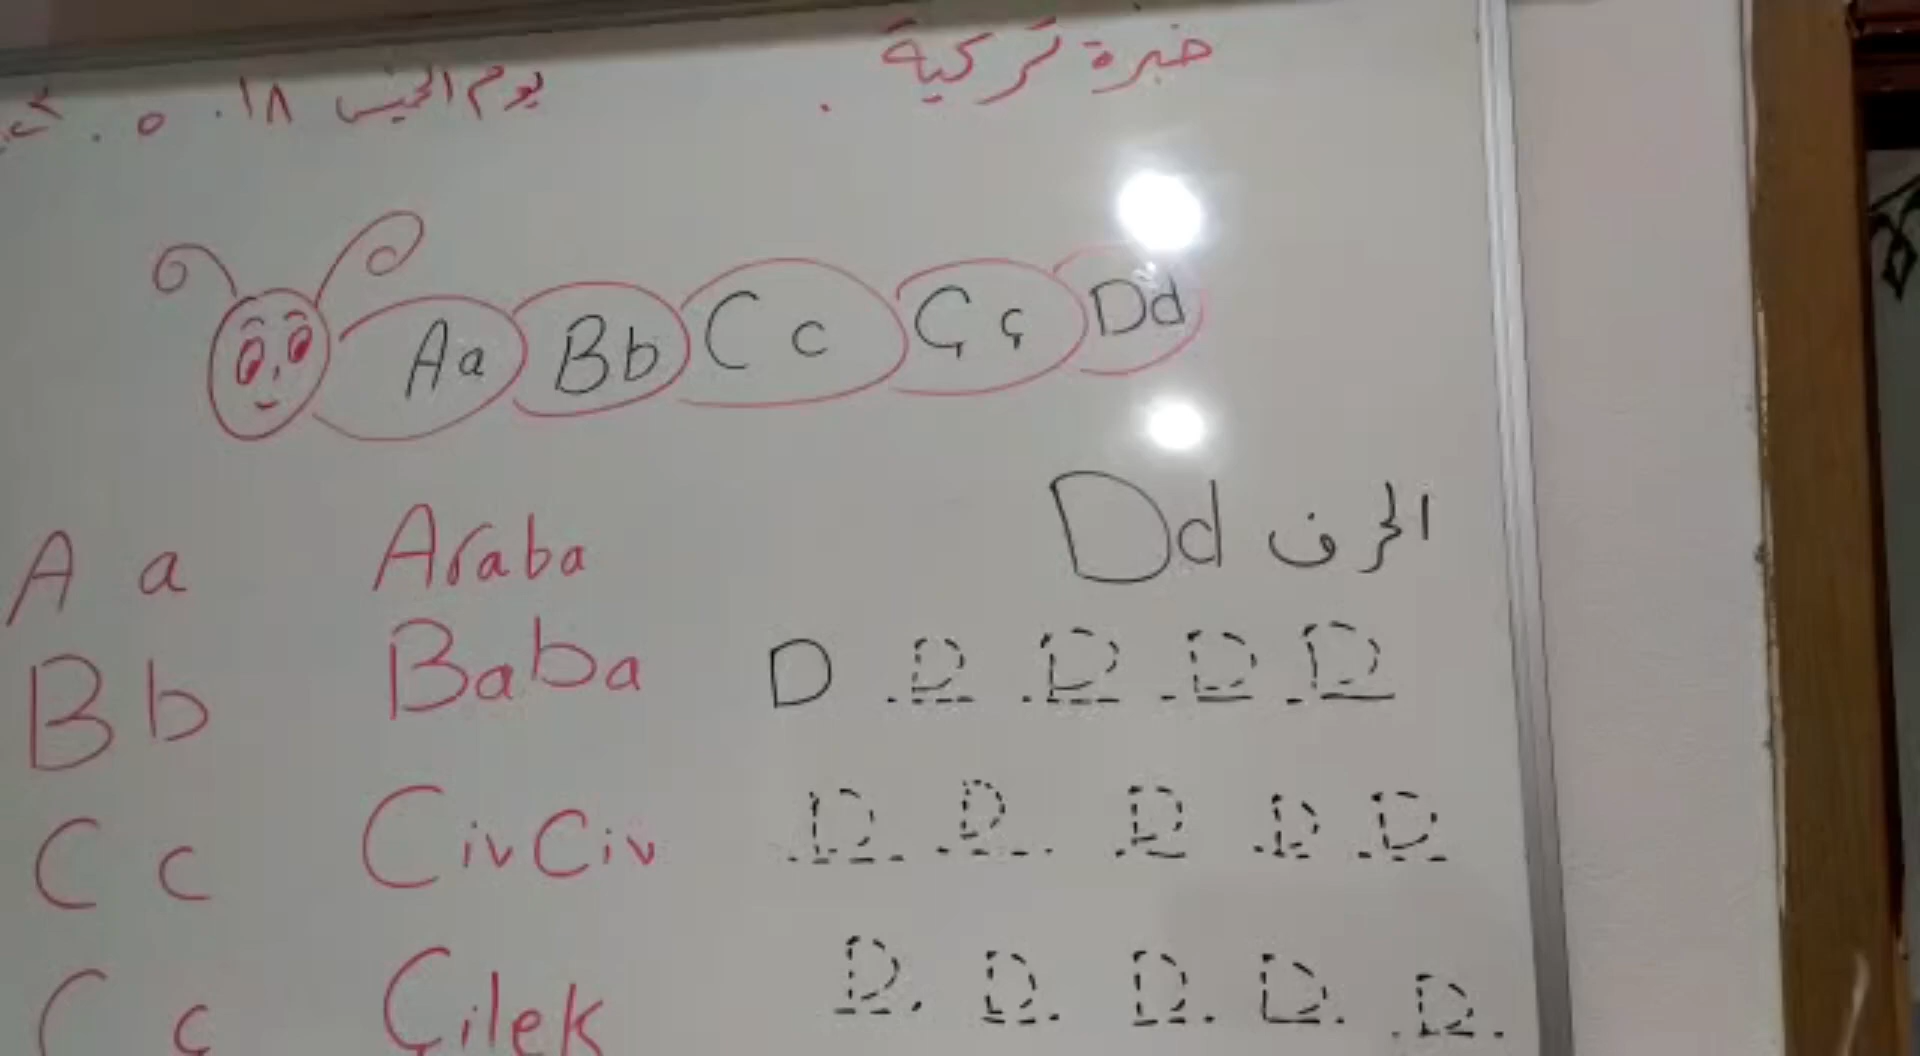 خبرة تركية .
يوم الخميس ١٨ . ٥ .
Aa Bb Cc Çç Dd
الحرف Dd
A a Araba
B b Baba
C c CivCiv
Ç ç Çilek
D D D D D
D D D D D
D D D D D